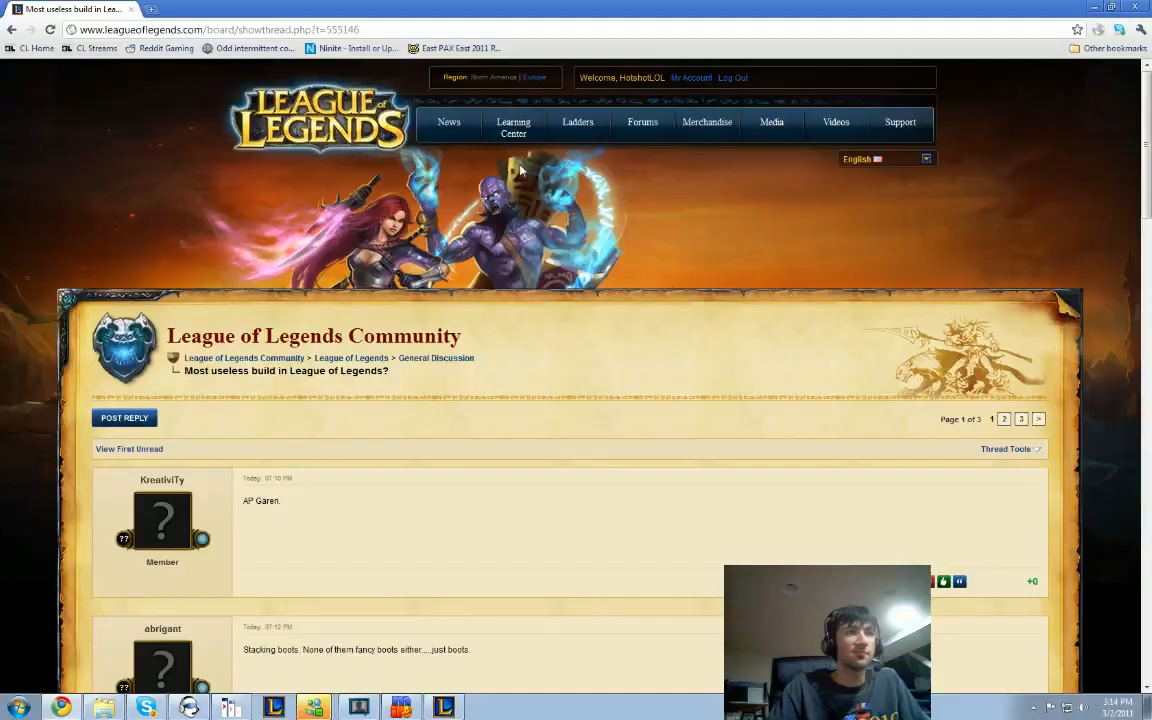 Most useless build in Lea...
www.leagueoflegends.com/board/showthread.php?t=555146
CL Home CL Streams Reddit Gaming Odd intermittent co... Ninite - Install or Up... East PAX East 2011 R... Other bookmarks
Region: North America | Europe
Welcome, HotshotLOL My Account Log Out
LEAGUE of LEGENDS
News Learning Center Ladders Forums Merchandise Media Videos Support
English
League of Legends Community
League of Legends Community > League of Legends > General Discussion
Most useless build in League of Legends?
POST REPLY
Page 1 of 3 1 2 3 >
View First Unread Thread Tools
KreativiTy
Today, 07:10 PM
AP Garen.
??
Member
+0
abrigant
Today, 07:12 PM
Stacking boots. None of them fancy boots either.....just boots.
??
3:14 PM
3/2/2011